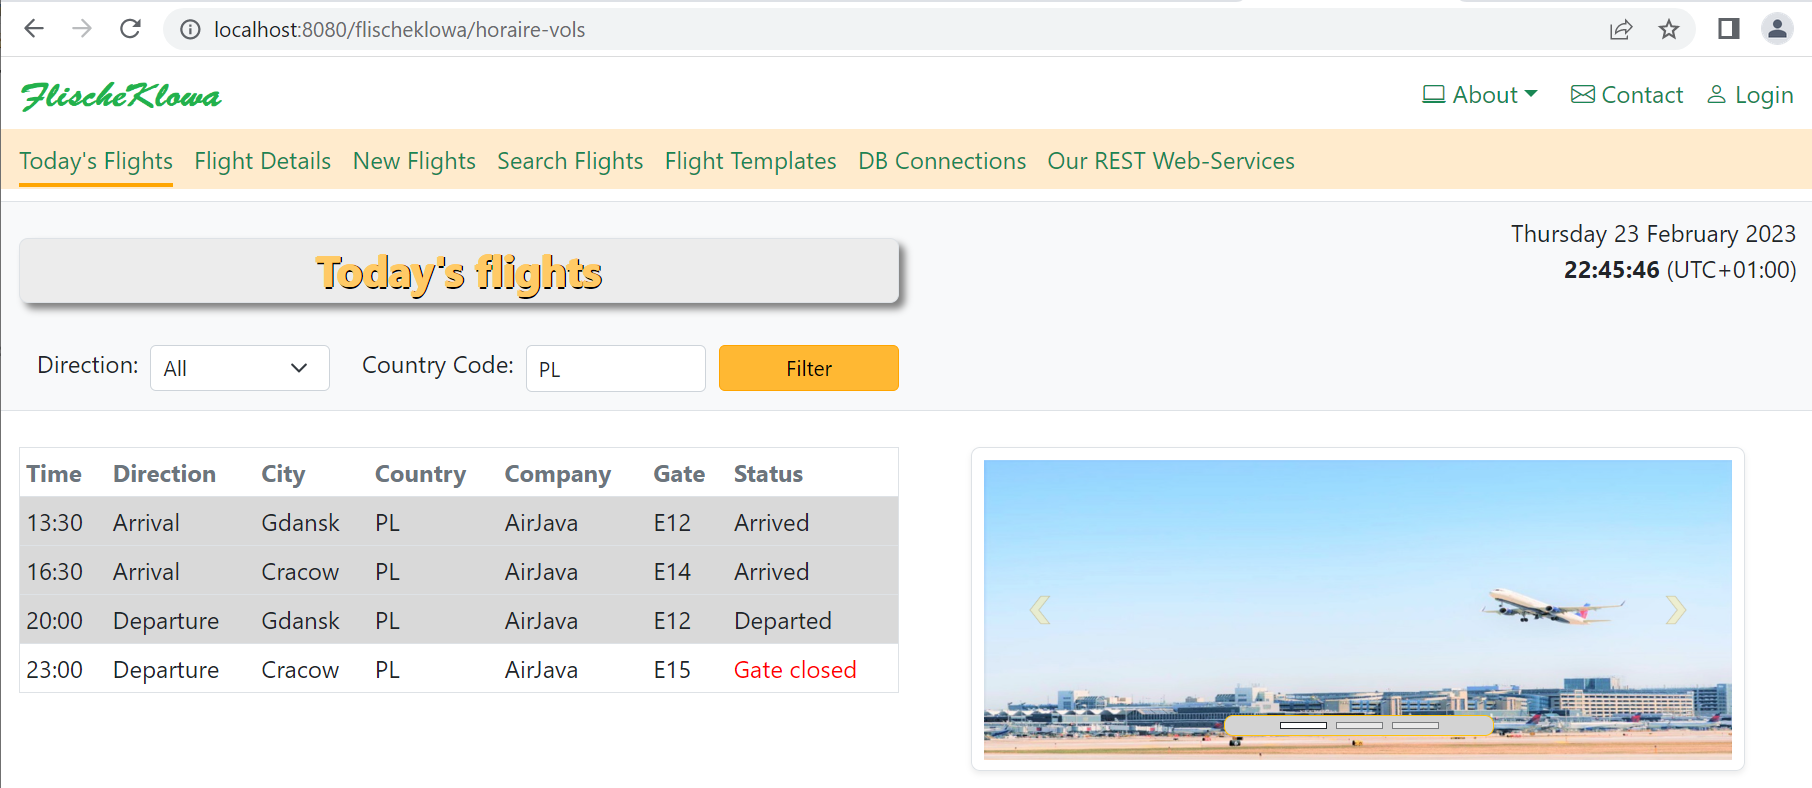 localhost:8080/flischeklowa/horaire-vols
FlischeKlowa
About Contact Login
Today's Flights Flight Details New Flights Search Flights Flight Templates DB Connections Our REST Web-Services
Thursday 23 February 2023
22:45:46 (UTC+01:00)
Today's flights
Direction: All Country Code: PL Filter
Time Direction City Country Company Gate Status
13:30 Arrival Gdansk PL AirJava E12 Arrived
16:30 Arrival Cracow PL AirJava E14 Arrived
20:00 Departure Gdansk PL AirJava E12 Departed
23:00 Departure Cracow PL AirJava E15 Gate closed